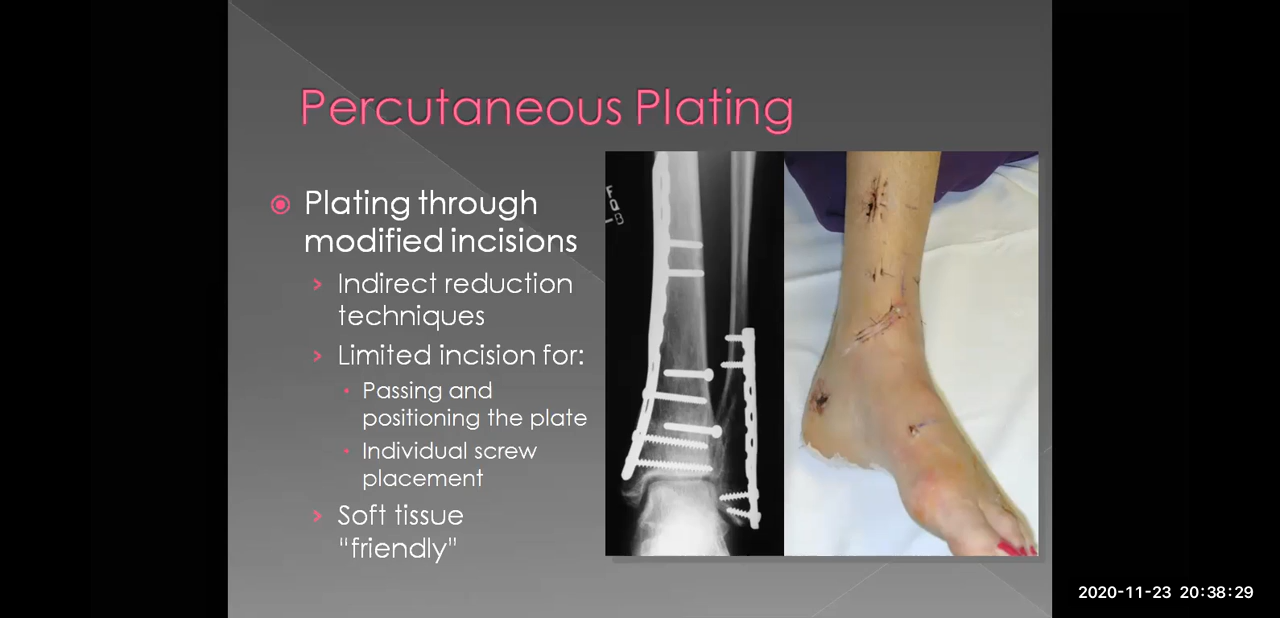 Percutaneous Plating
Plating through
modified incisions
Indirect reduction
techniques
Limited incision for:
Passing and
positioning the plate
Individual screw
placement
Soft tissue
“friendly”
2020-11-23 20:38:29